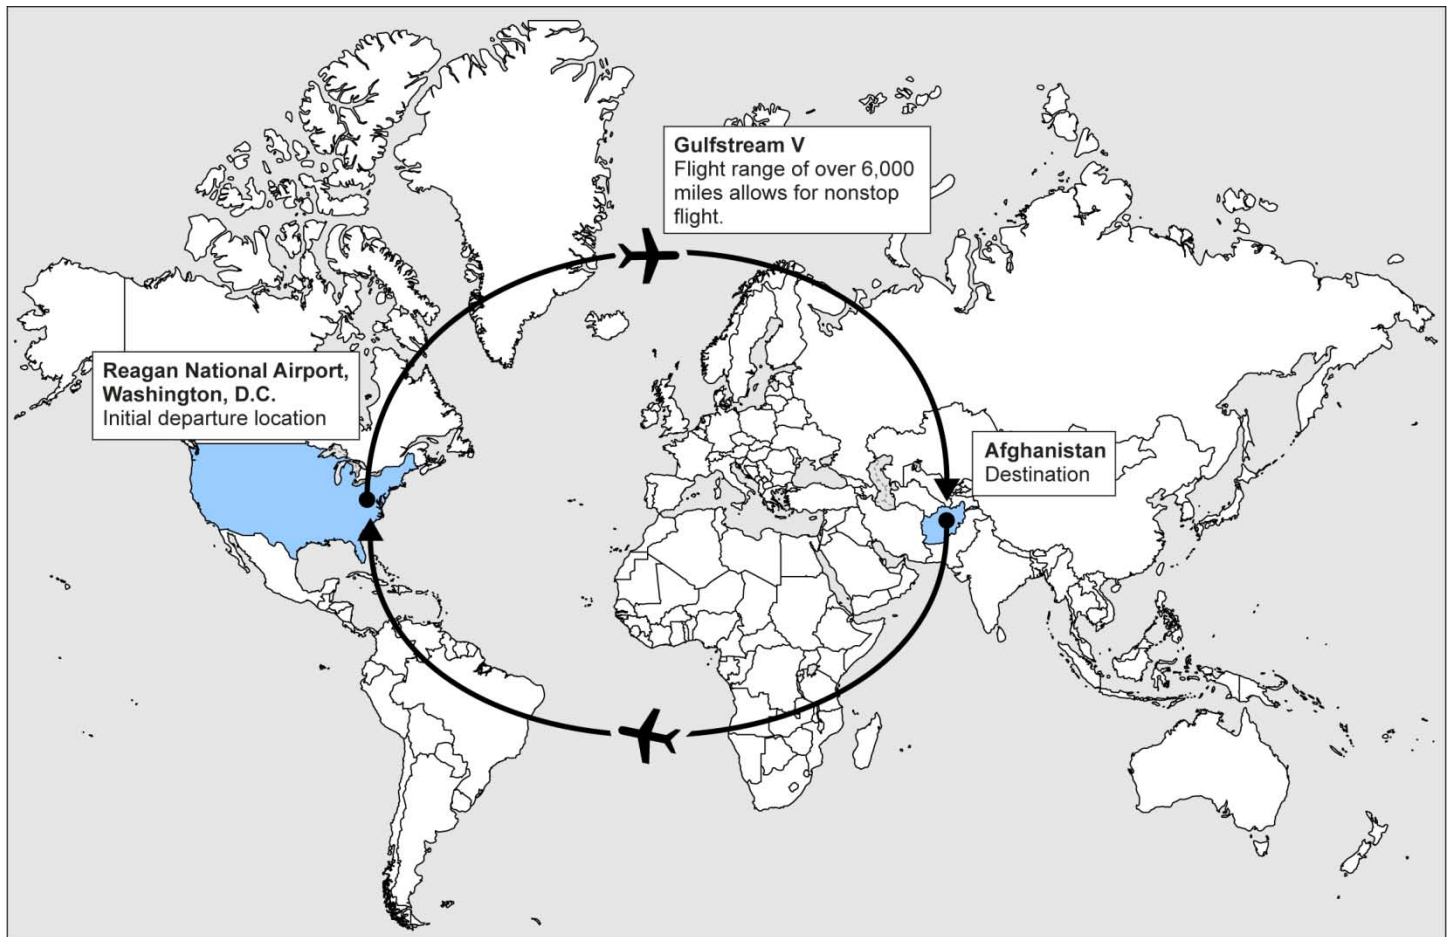 Gulfstream V
Flight range of over 6,000
miles allows for nonstop
flight.
Reagan National Airport,
Washington, D.C.
Initial departure location
Afghanistan
Destination